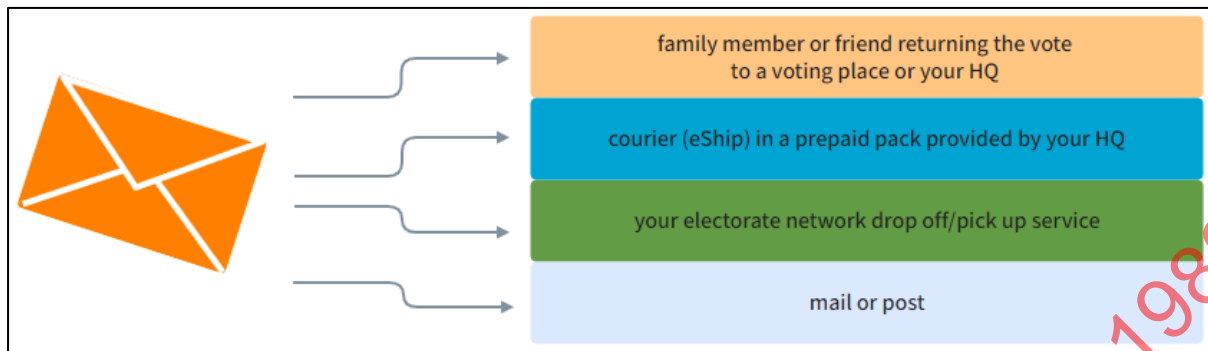 family member or friend returning the vote
to a voting place or your HQ
courier (eShip) in a prepaid pack provided by your HQ
your electorate network drop off/pick up service
mail or post
198